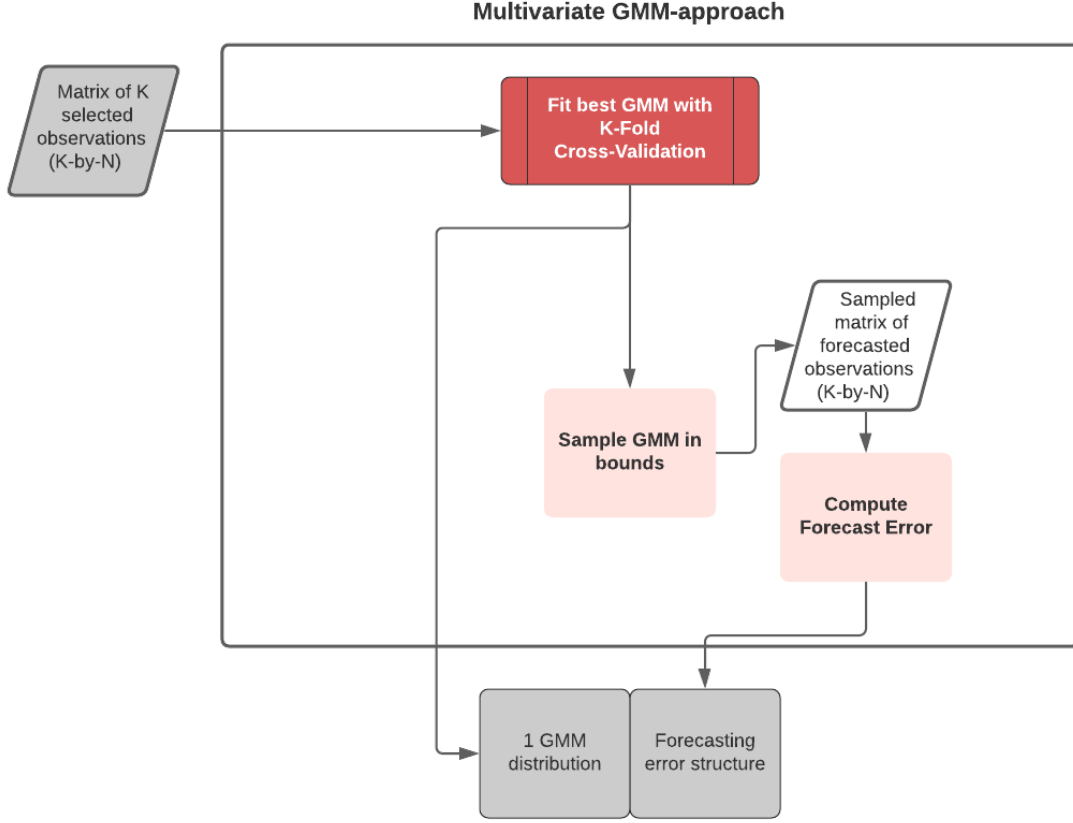 Multivariate GMM-approach
Matrix of K
selected
observations
(K-by-N)
Fit best GMM with
K-Fold
Cross-Validation
Sampled
matrix of
forecasted
observations
(K-by-N)
Sample GMM in
bounds
Compute
Forecast Error
1 GMM
distribution
Forecasting
error structure